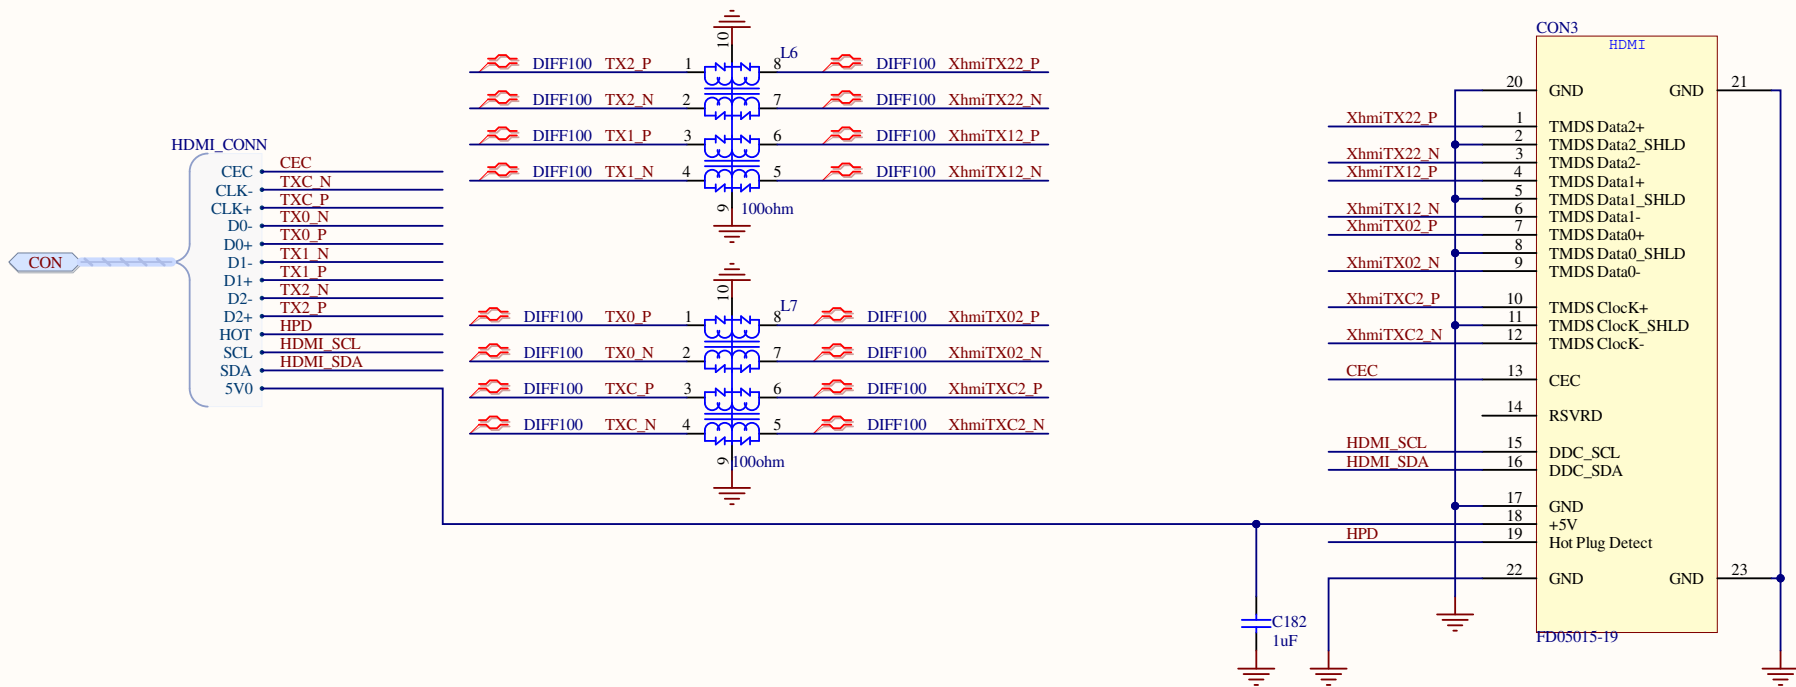 CON
HDMI_CONN
CEC CEC
CLK- TXC_N
CLK+ TXC_P
D0- TX0_N
D0+ TX0_P
D1- TX1_N
D1+ TX1_P
D2- TX2_N
D2+ TX2_P
HOT HPD
SCL HDMI_SCL
SDA HDMI_SDA
5V0
10
L6
DIFF100 TX2_P 1 8 DIFF100 XhmiTX22_P
DIFF100 TX2_N 2 7 DIFF100 XhmiTX22_N
DIFF100 TX1_P 3 6 DIFF100 XhmiTX12_P
DIFF100 TX1_N 4 5 DIFF100 XhmiTX12_N
9 100ohm
10
L7
DIFF100 TX0_P 1 8 DIFF100 XhmiTX02_P
DIFF100 TX0_N 2 7 DIFF100 XhmiTX02_N
DIFF100 TXC_P 3 6 DIFF100 XhmiTXC2_P
DIFF100 TXC_N 4 5 DIFF100 XhmiTXC2_N
9 100ohm
C182
1uF
CON3
HDMI
20 GND GND 21
XhmiTX22_P 1 TMDS Data2+
2 TMDS Data2_SHLD
XhmiTX22_N 3 TMDS Data2-
XhmiTX12_P 4 TMDS Data1+
5 TMDS Data1_SHLD
XhmiTX12_N 6 TMDS Data1-
XhmiTX02_P 7 TMDS Data0+
8 TMDS Data0_SHLD
XhmiTX02_N 9 TMDS Data0-
XhmiTXC2_P 10 TMDS ClocK+
11 TMDS ClocK_SHLD
XhmiTXC2_N 12 TMDS ClocK-
CEC 13 CEC
14 RSVRD
HDMI_SCL 15 DDC_SCL
HDMI_SDA 16 DDC_SDA
17 GND
18 +5V
HPD 19 Hot Plug Detect
22 GND GND 23
FD05015-19